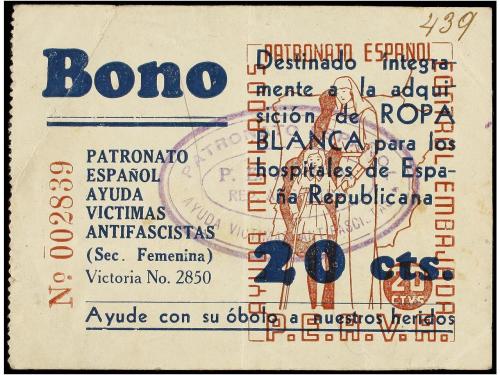 439
Bono
PATRONATO
ESPAÑOL
AYUDA
VICTIMAS
ANTIFASCISTAS
(Sec. Femenina)
Victoria No. 2850
Nº 002839
PATRONATO ESPAÑOL
Destinado íntegra
mente a la adqui
sición de ROPA
BLANCA para los
hospitales de Espa
ña Republicana
20 cts.
20
CTVS
Ayude con su óbolo a nuestros heridos
P.E.A.V.A.